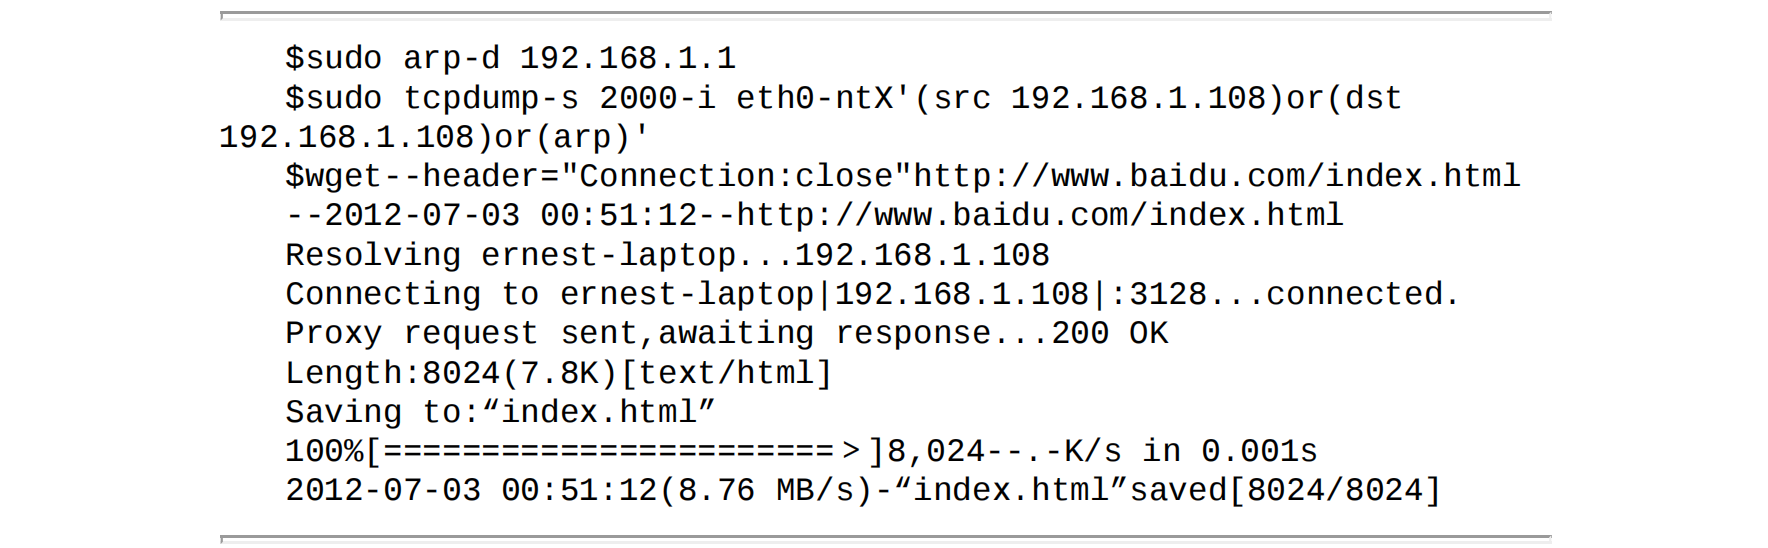 $sudo arp-d 192.168.1.1
$sudo tcpdump-s 2000-i eth0-ntX'(src 192.168.1.108)or(dst
192.168.1.108)or(arp)'
$wget--header="Connection:close"http://www.baidu.com/index.html
--2012-07-03 00:51:12--http://www.baidu.com/index.html
Resolving ernest-laptop...192.168.1.108
Connecting to ernest-laptop|192.168.1.108|:3128...connected.
Proxy request sent,awaiting response...200 OK
Length:8024(7.8K)[text/html]
Saving to:“index.html”
100%[=======================>]8,024--.-K/s in 0.001s
2012-07-03 00:51:12(8.76 MB/s)-“index.html”saved[8024/8024]